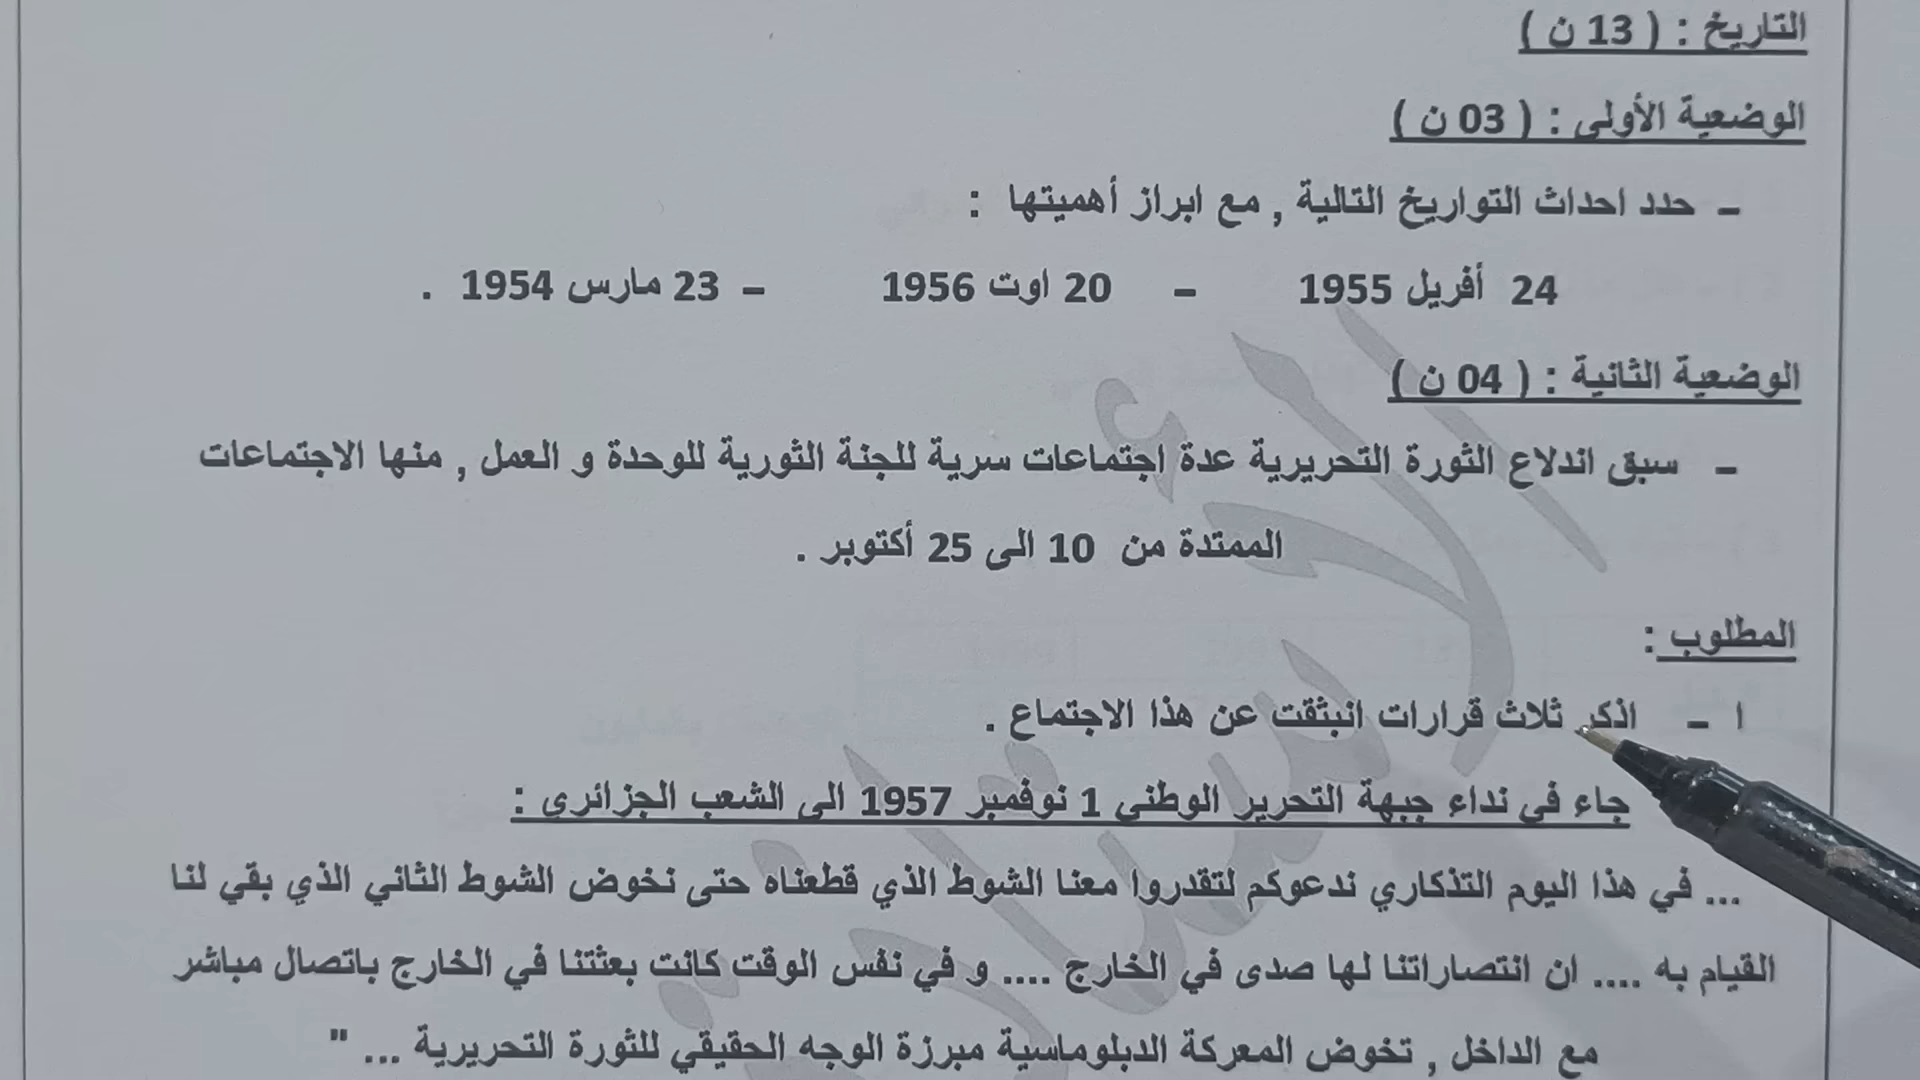 التاريخ : ( 13 ن )
الوضعية الأولى : ( 03 ن )
– حدد احداث التواريخ التالية , مع ابراز أهميتها :
24 أفريل 1955 – 20 اوت 1956 – 23 مارس 1954 .
الوضعية الثانية : ( 04 ن )
– سبق اندلاع الثورة التحريرية عدة اجتماعات سرية للجنة الثورية للوحدة و العمل , منها الاجتماعات
الممتدة من 10 الى 25 أكتوبر .
المطلوب :
ا – اذكر ثلاث قرارات انبثقت عن هذا الاجتماع .
جاء في نداء جبهة التحرير الوطني 1 نوفمبر 1957 الى الشعب الجزائري :
... في هذا اليوم التذكاري ندعوكم لتقدروا معنا الشوط الذي قطعناه حتى نخوض الشوط الثاني الذي بقي لنا
القيام به .... ان انتصاراتنا لها صدى في الخارج .... و في نفس الوقت كانت بعثتنا في الخارج باتصال مباشر
مع الداخل , تخوض المعركة الدبلوماسية مبرزة الوجه الحقيقي للثورة التحريرية ... "